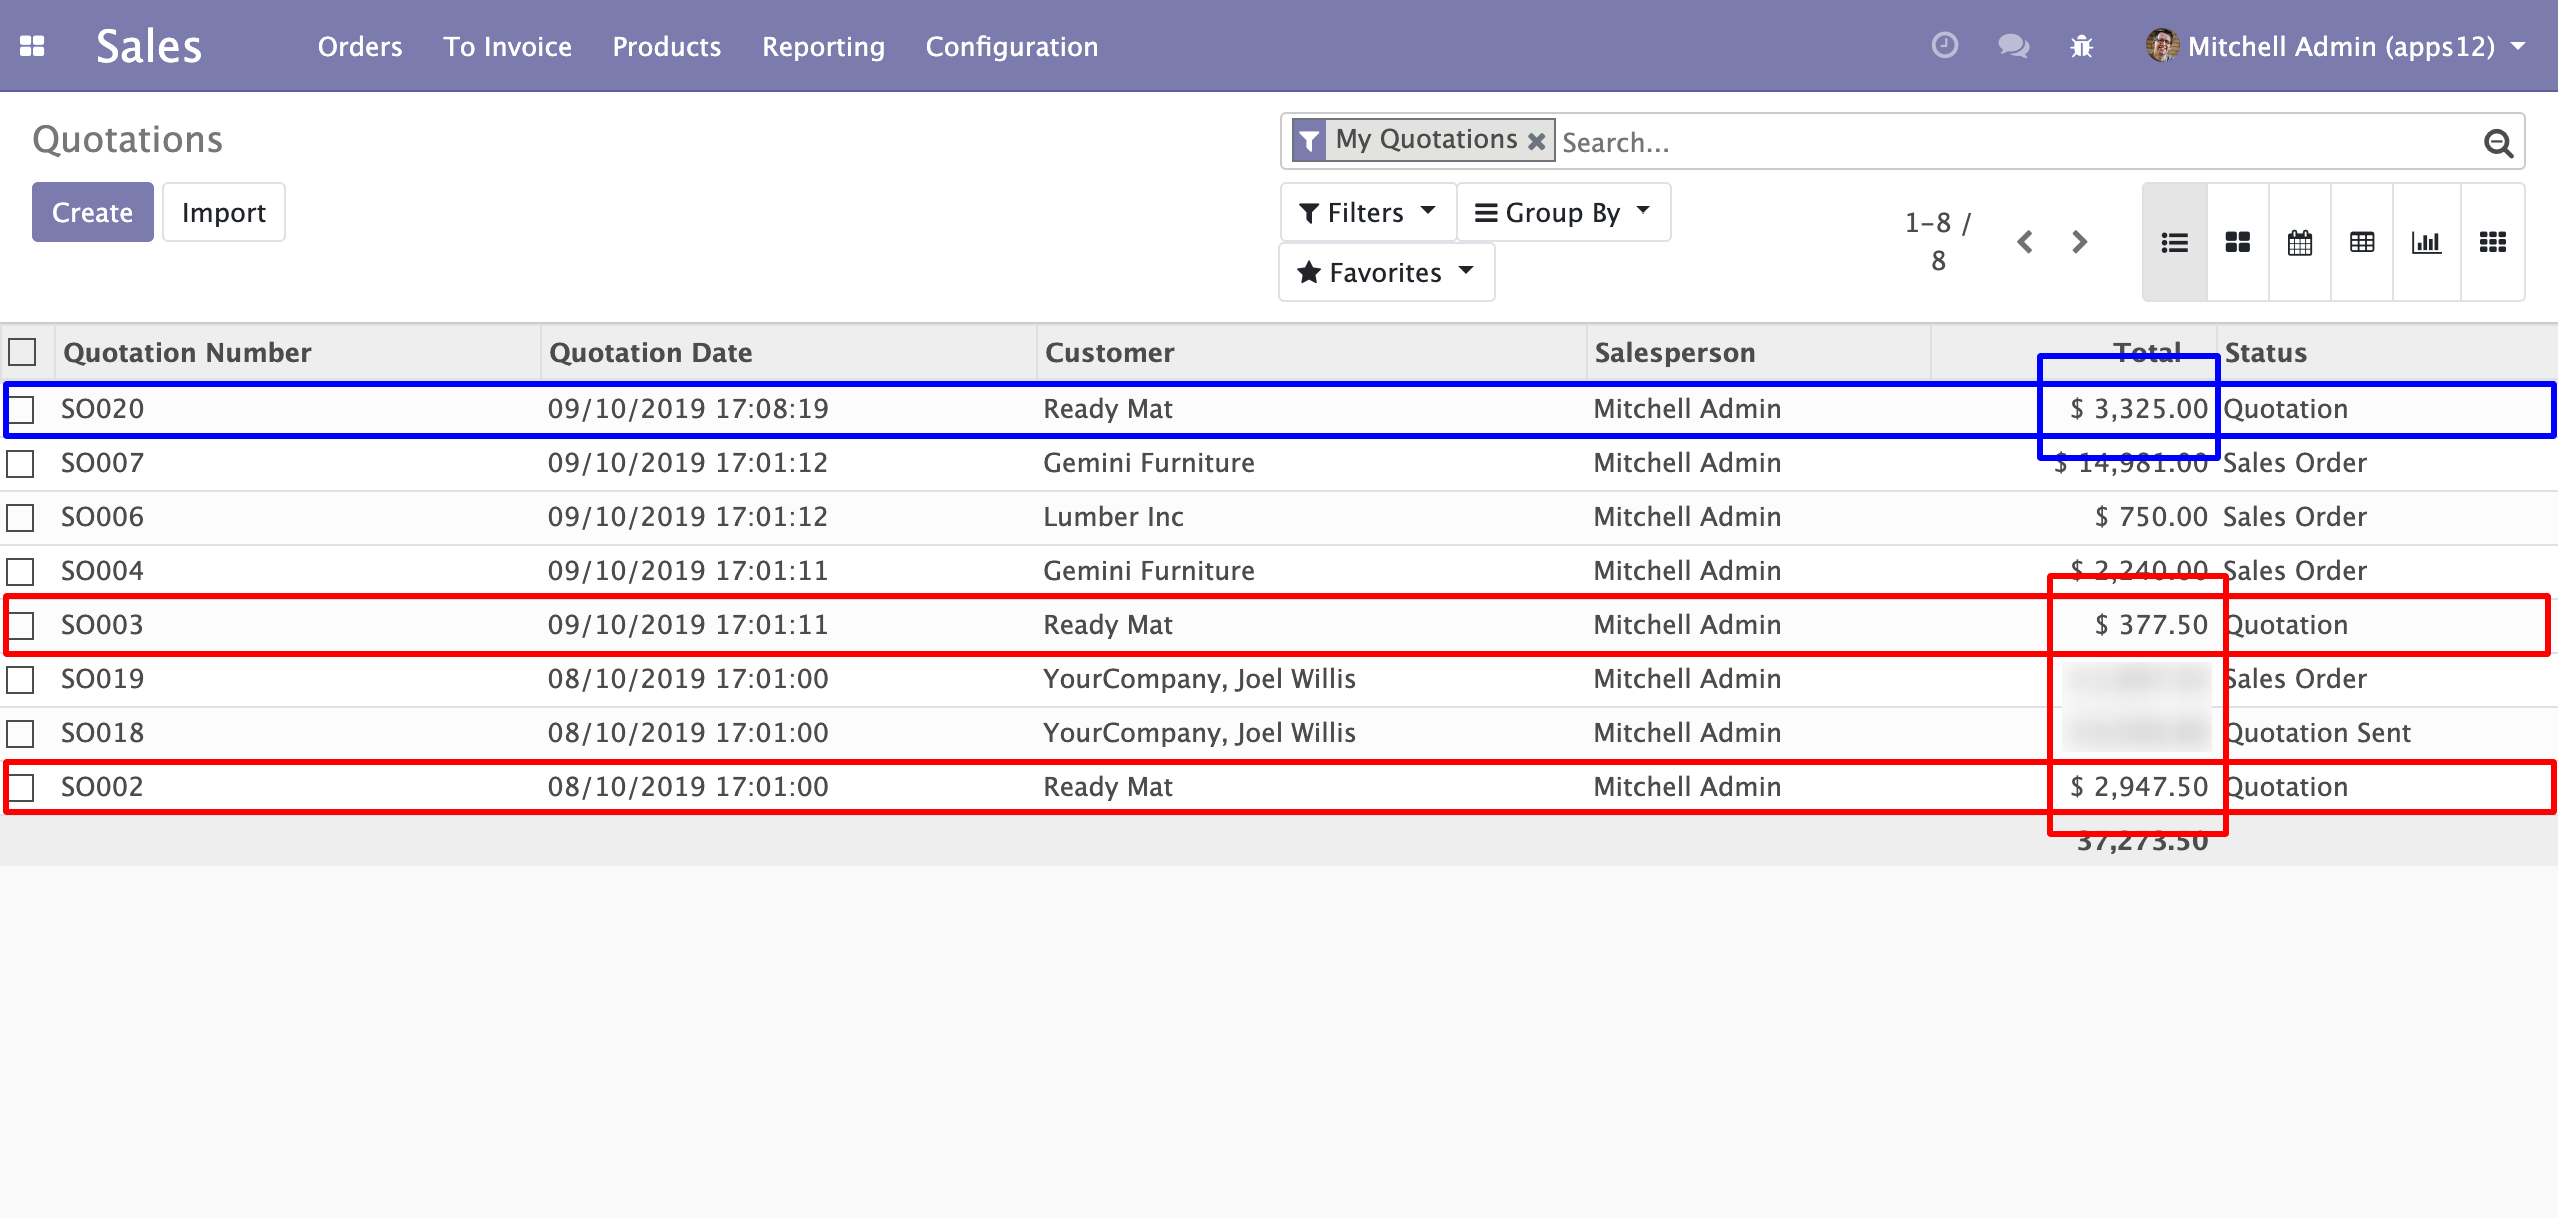 Sales Orders To Invoice Products Reporting Configuration Mitchell Admin (apps12)
Quotations
My Quotations Search...
Create Import
Filters Group By
1-8 / 8
Favorites
Quotation Number Quotation Date Customer Salesperson Total Status
SO020 09/10/2019 17:08:19 Ready Mat Mitchell Admin $ 3,325.00 Quotation
SO007 09/10/2019 17:01:12 Gemini Furniture Mitchell Admin $ 14,981.00 Sales Order
SO006 09/10/2019 17:01:12 Lumber Inc Mitchell Admin $ 750.00 Sales Order
SO004 09/10/2019 17:01:11 Gemini Furniture Mitchell Admin $ 2,240.00 Sales Order
SO003 09/10/2019 17:01:11 Ready Mat Mitchell Admin $ 377.50 Quotation
SO019 08/10/2019 17:01:00 YourCompany, Joel Willis Mitchell Admin Sales Order
SO018 08/10/2019 17:01:00 YourCompany, Joel Willis Mitchell Admin Quotation Sent
SO002 08/10/2019 17:01:00 Ready Mat Mitchell Admin $ 2,947.50 Quotation
37,273.50